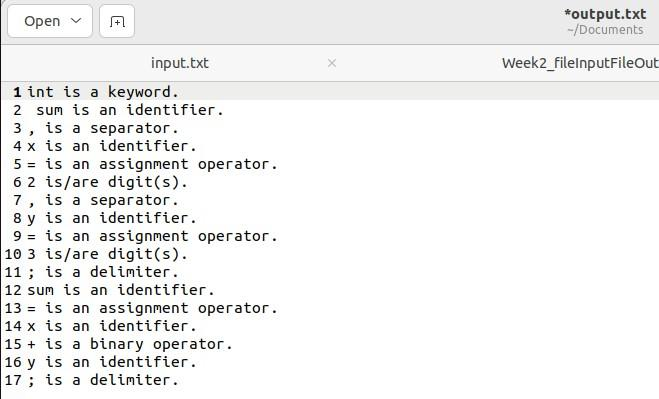 Open
*output.txt
~/Documents
input.txt ×
Week2_fileInputFileOut
1 int is a keyword.
2  sum is an identifier.
3 , is a separator.
4 x is an identifier.
5 = is an assignment operator.
6 2 is/are digit(s).
7 , is a separator.
8 y is an identifier.
9 = is an assignment operator.
10 3 is/are digit(s).
11 ; is a delimiter.
12 sum is an identifier.
13 = is an assignment operator.
14 x is an identifier.
15 + is a binary operator.
16 y is an identifier.
17 ; is a delimiter.